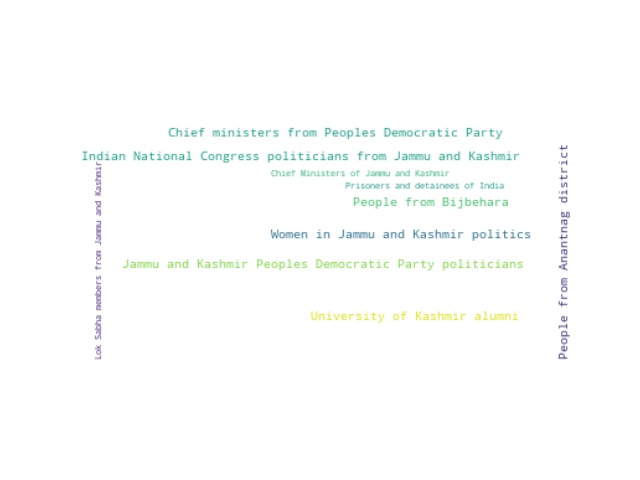 Chief ministers from Peoples Democratic Party
Indian National Congress politicians from Jammu and Kashmir
Chief Ministers of Jammu and Kashmir
Prisoners and detainees of India
People from Bijbehara
Women in Jammu and Kashmir politics
Jammu and Kashmir Peoples Democratic Party politicians
University of Kashmir alumni
Lok Sabha members from Jammu and Kashmir
People from Anantnag district